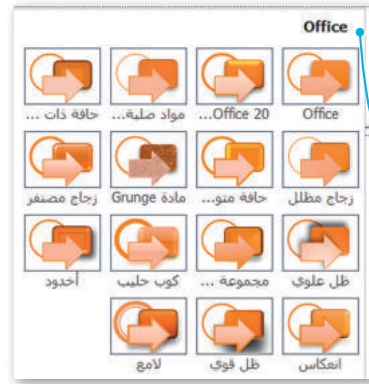 Office
Office Office 20... مواد صلبة... حافة ذات ...
زجاج مظلل حافة متو... مادة Grunge زجاج مصنفر
ظل علوي مجموعة ... كوب حليب أخدود
انعكاس ظل قوي لامع